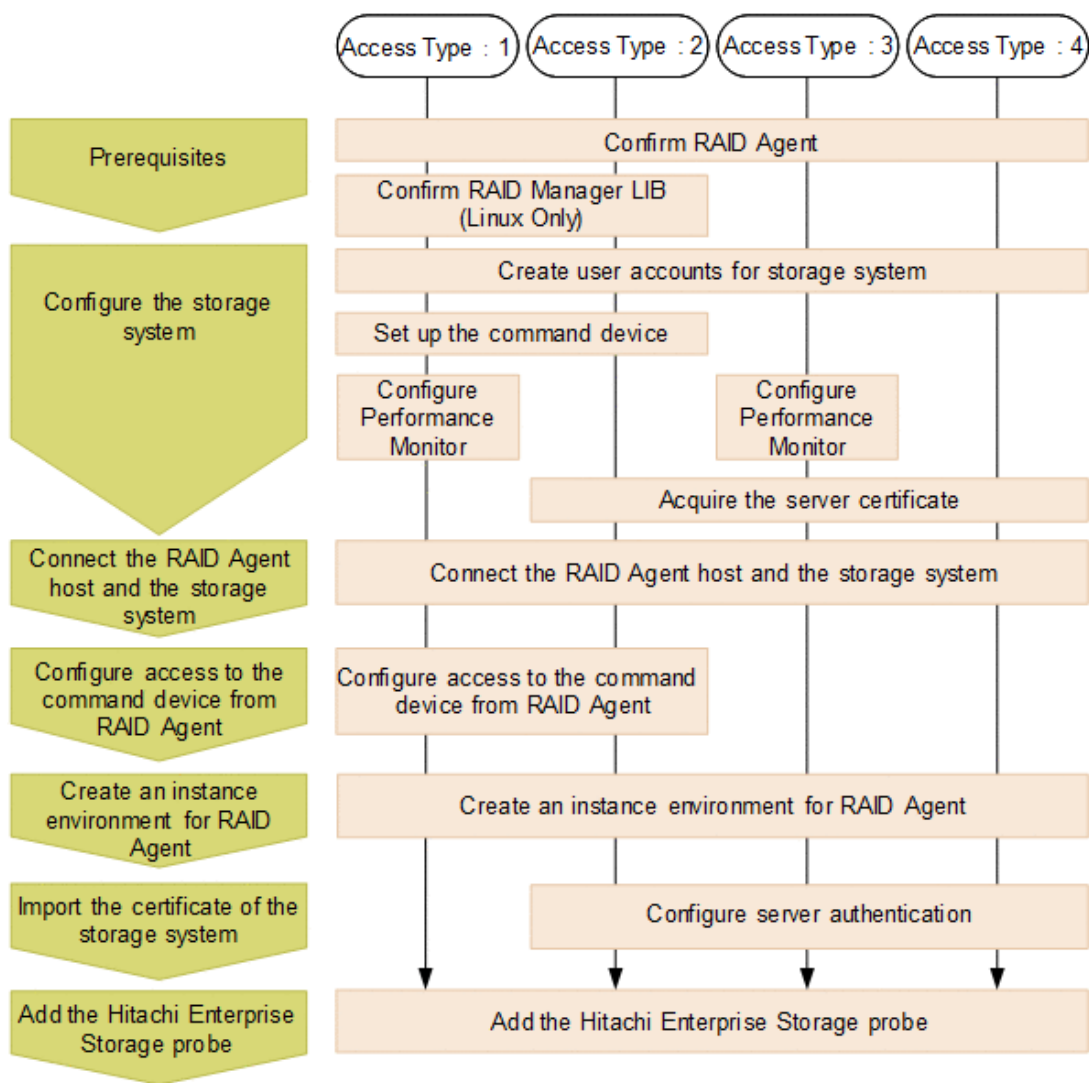 Access Type : 1
Access Type : 2
Access Type : 3
Access Type : 4
Prerequisites
Confirm RAID Agent
Confirm RAID Manager LIB
(Linux Only)
Configure the storage
system
Create user accounts for storage system
Set up the command device
Configure
Performance
Monitor
Configure
Performance
Monitor
Acquire the server certificate
Connect the RAID Agent
host and the storage
system
Connect the RAID Agent host and the storage system
Configure access to the
command device from
RAID Agent
Configure access to the command
device from RAID Agent
Create an instance
environment for RAID
Agent
Create an instance environment for RAID Agent
Import the certificate of the
storage system
Configure server authentication
Add the Hitachi Enterprise
Storage probe
Add the Hitachi Enterprise Storage probe